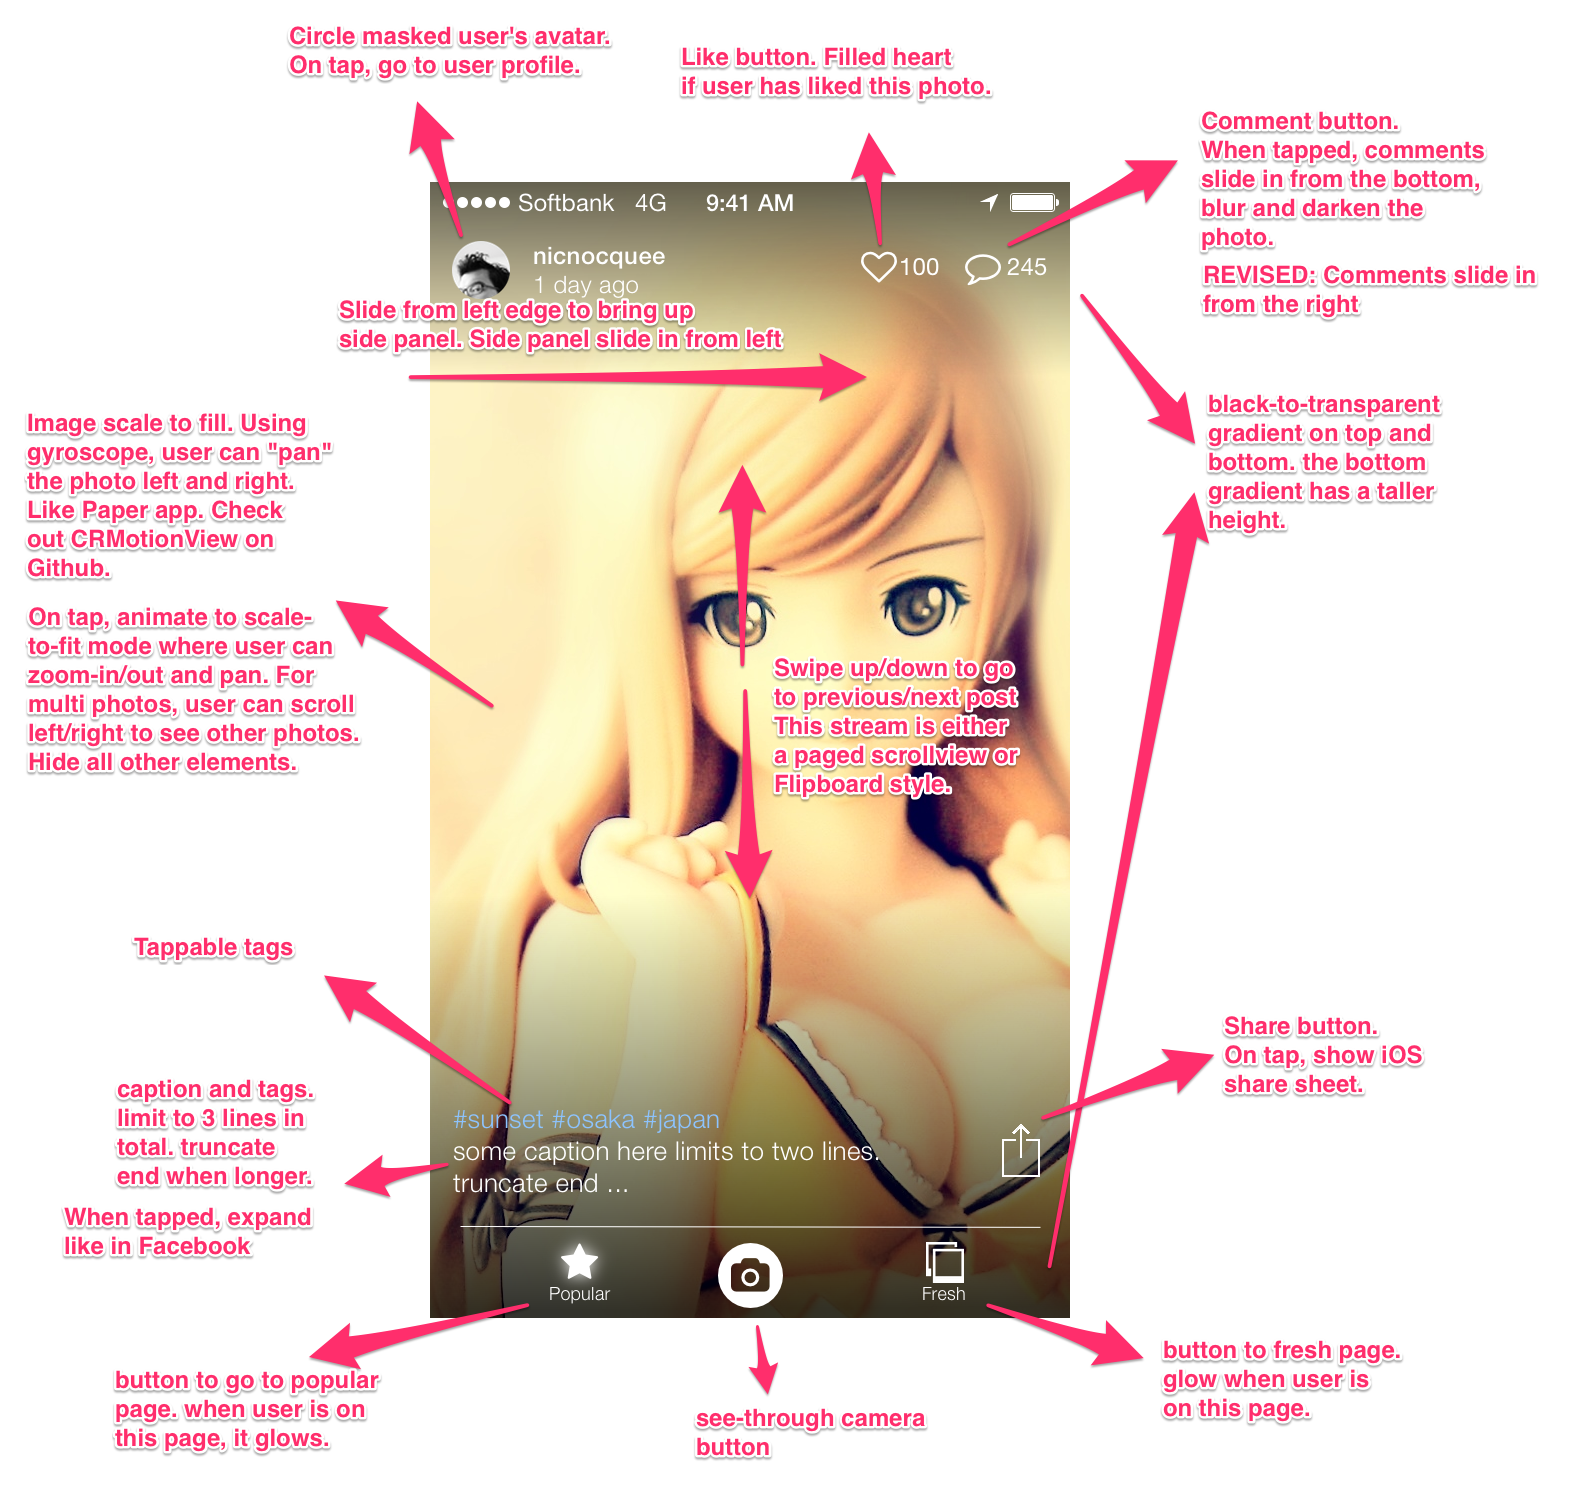 Circle masked user's avatar.
On tap, go to user profile.
Like button. Filled heart
if user has liked this photo.
Comment button.
When tapped, comments
slide in from the bottom,
blur and darken the
photo.
REVISED: Comments slide in
from the right
Softbank 4G 9:41 AM
nicnocquee
1 day ago
100
245
Slide from left edge to bring up
side panel. Side panel slide in from left
black-to-transparent
gradient on top and
bottom. the bottom
gradient has a taller
height.
Image scale to fill. Using
gyroscope, user can "pan"
the photo left and right.
Like Paper app. Check
out CRMotionView on
Github.
On tap, animate to scale-
to-fit mode where user can
zoom-in/out and pan. For
multi photos, user can scroll
left/right to see other photos.
Hide all other elements.
Swipe up/down to go
to previous/next post
This stream is either
a paged scrollview or
Flipboard style.
Tappable tags
Share button.
On tap, show iOS
share sheet.
caption and tags.
limit to 3 lines in
total. truncate
end when longer.
When tapped, expand
like in Facebook
#sunset #osaka #japan
some caption here limits to two lines.
truncate end ...
Popular
Fresh
button to go to popular
page. when user is on
this page, it glows.
see-through camera
button
button to fresh page.
glow when user is
on this page.